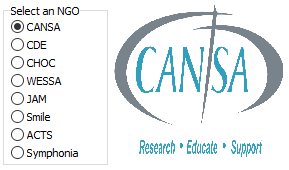 Select an NGO
CANSA
CDE
CHOC
WESSA
JAM
Smile
ACTS
Symphonia
CANSA
Research • Educate • Support